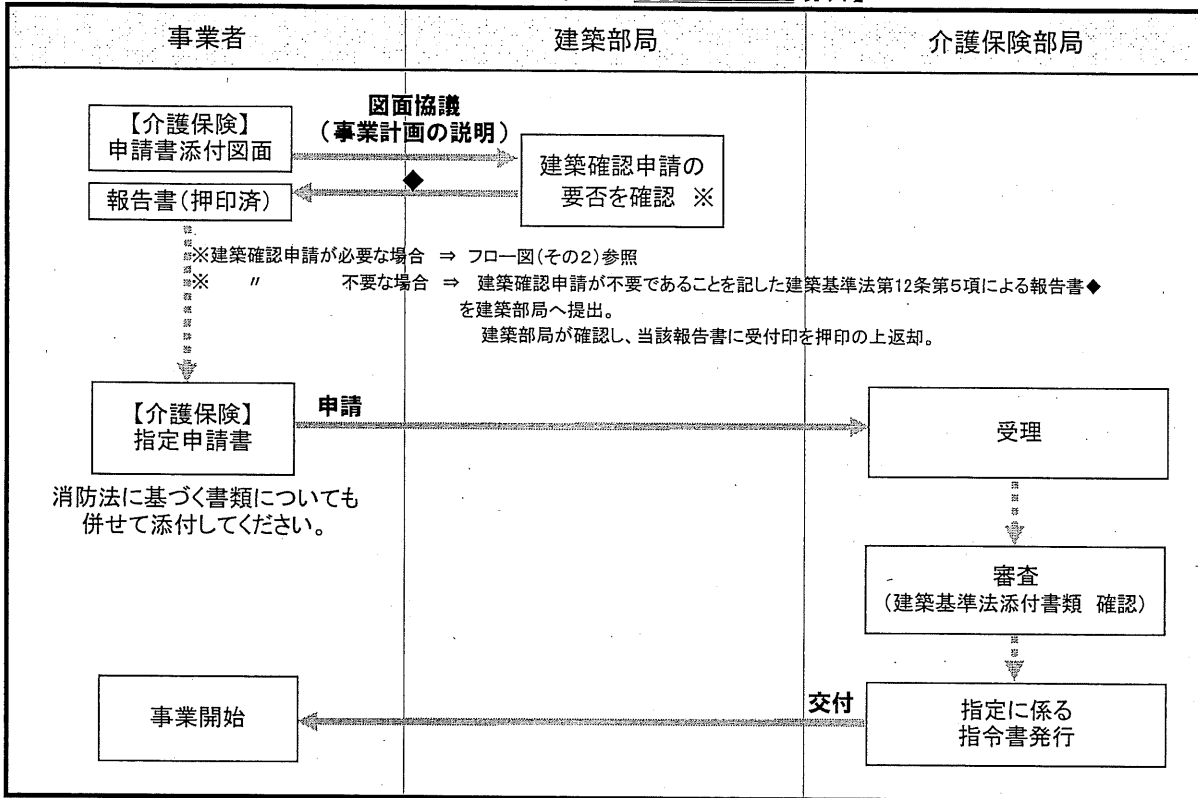 事業者
建築部局
介護保険部局
【介護保険】
申請書添付図面
図面協議
(事業計画の説明)
建築確認申請の
要否を確認 ※
◆
報告書(押印済)
※建築確認申請が必要な場合 ⇒ フロー図(その2)参照
※ 〃 不要な場合 ⇒ 建築確認申請が不要であることを記した建築基準法第12条第5項による報告書◆
を建築部局へ提出。
建築部局が確認し、当該報告書に受付印を押印の上返却。
【介護保険】
指定申請書
申請
受理
消防法に基づく書類についても
併せて添付してください。
審査
(建築基準法添付書類 確認)
事業開始
交付
指定に係る
指令書発行